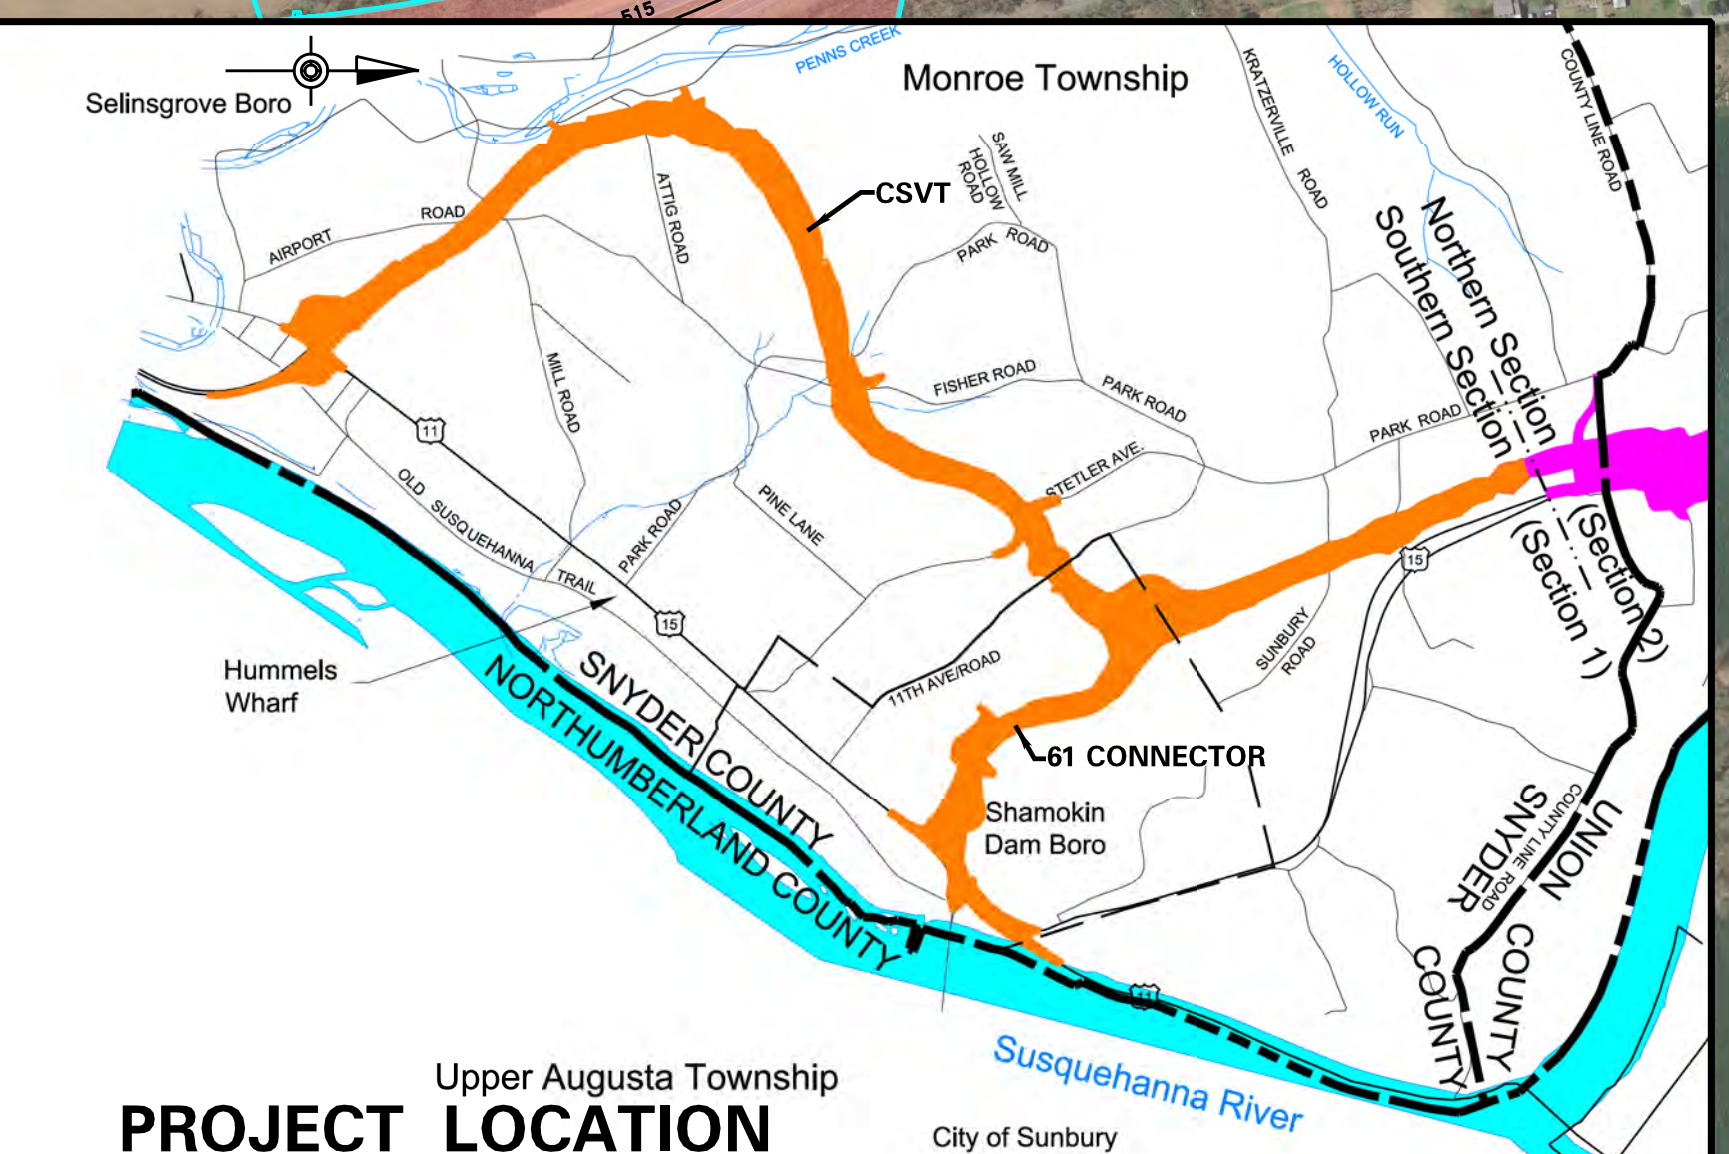 515
PENNS CREEK
Monroe Township
Selinsgrove Boro
KRATZERVILLE ROAD
HOLLOW RUN
COUNTY LINE ROAD
SAW MILL
HOLLOW
ROAD
ATTIG ROAD
CSVT
AIRPORT ROAD
PARK ROAD
Northern Section
Southern Section
MILL ROAD
FISHER ROAD
PARK ROAD
PARK ROAD
11
STETLER AVE.
OLD SUSQUEHANNA TRAIL
PARK ROAD
PINE LANE
15
(Section 2)
(Section 1)
15
SUNBURY
ROAD
Hummels
Wharf
11TH AVE/ROAD
SNYDER COUNTY
NORTHUMBERLAND COUNTY
61 CONNECTOR
Shamokin
Dam Boro
UNION COUNTY
COUNTY LINE ROAD
SNYDER COUNTY
11
Susquehanna River
Upper Augusta Township
PROJECT LOCATION
City of Sunbury